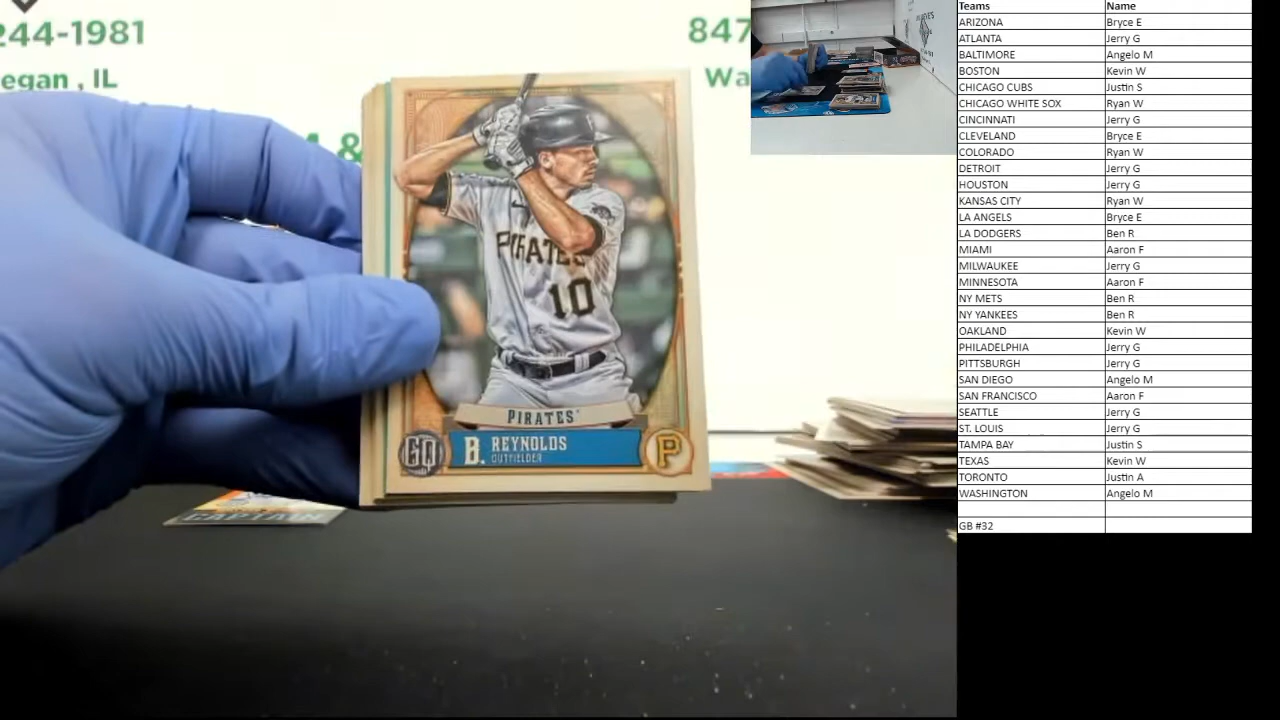 244-1981
847
egan , IL
Wa
&
PIRATES
10
PIRATES
GQ
B. REYNOLDS
OUTFIELDER
P
CAPTAIN
Teams Name
ARIZONA Bryce E
ATLANTA Jerry G
BALTIMORE Angelo M
BOSTON Kevin W
CHICAGO CUBS Justin S
CHICAGO WHITE SOX Ryan W
CINCINNATI Jerry G
CLEVELAND Bryce E
COLORADO Ryan W
DETROIT Jerry G
HOUSTON Jerry G
KANSAS CITY Ryan W
LA ANGELS Bryce E
LA DODGERS Ben R
MIAMI Aaron F
MILWAUKEE Jerry G
MINNESOTA Aaron F
NY METS Ben R
NY YANKEES Ben R
OAKLAND Kevin W
PHILADELPHIA Jerry G
PITTSBURGH Jerry G
SAN DIEGO Angelo M
SAN FRANCISCO Aaron F
SEATTLE Jerry G
ST. LOUIS Jerry G
TAMPA BAY Justin S
TEXAS Kevin W
TORONTO Justin A
WASHINGTON Angelo M
GB #32